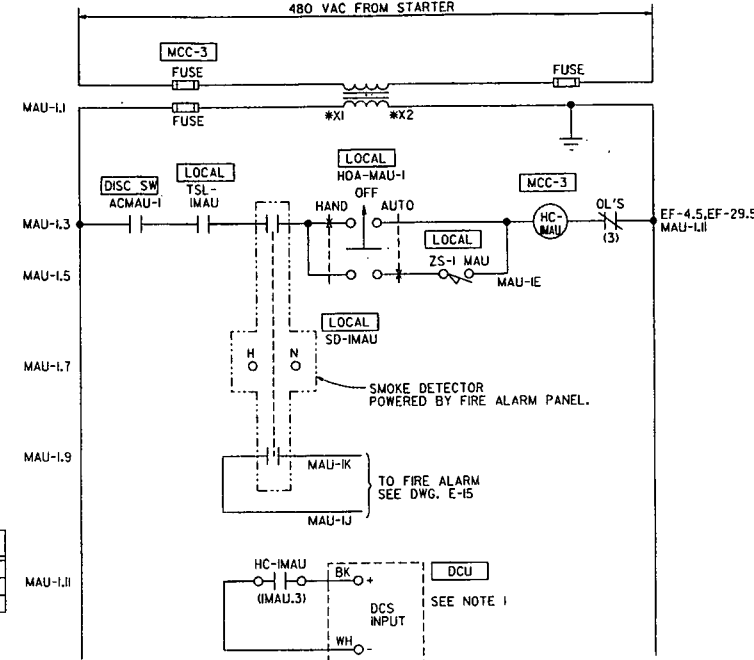 480 VAC FROM STARTER
MCC-3
FUSE
FUSE
MAU-1.1
FUSE
*X1
*X2
LOCAL
HOA-MAU-1
OFF
HAND
AUTO
DISC SW
ACMAU-1
LOCAL
TSL-
1MAU
MCC-3
HC-
1MAU
OL'S
(3)
MAU-1.3
EF-4.5,EF-29.5
MAU-1.11
LOCAL
ZS-1 MAU
MAU-1.5
MAU-1E
LOCAL
SD-1MAU
H
N
MAU-1.7
SMOKE DETECTOR
POWERED BY FIRE ALARM PANEL.
MAU-1.9
MAU-1K
TO FIRE ALARM
SEE DWG. E-15
MAU-1J
MAU-1.11
HC-1MAU
(1MAU.3)
BK
+
DCS
INPUT
WH
-
DCU
SEE NOTE 1